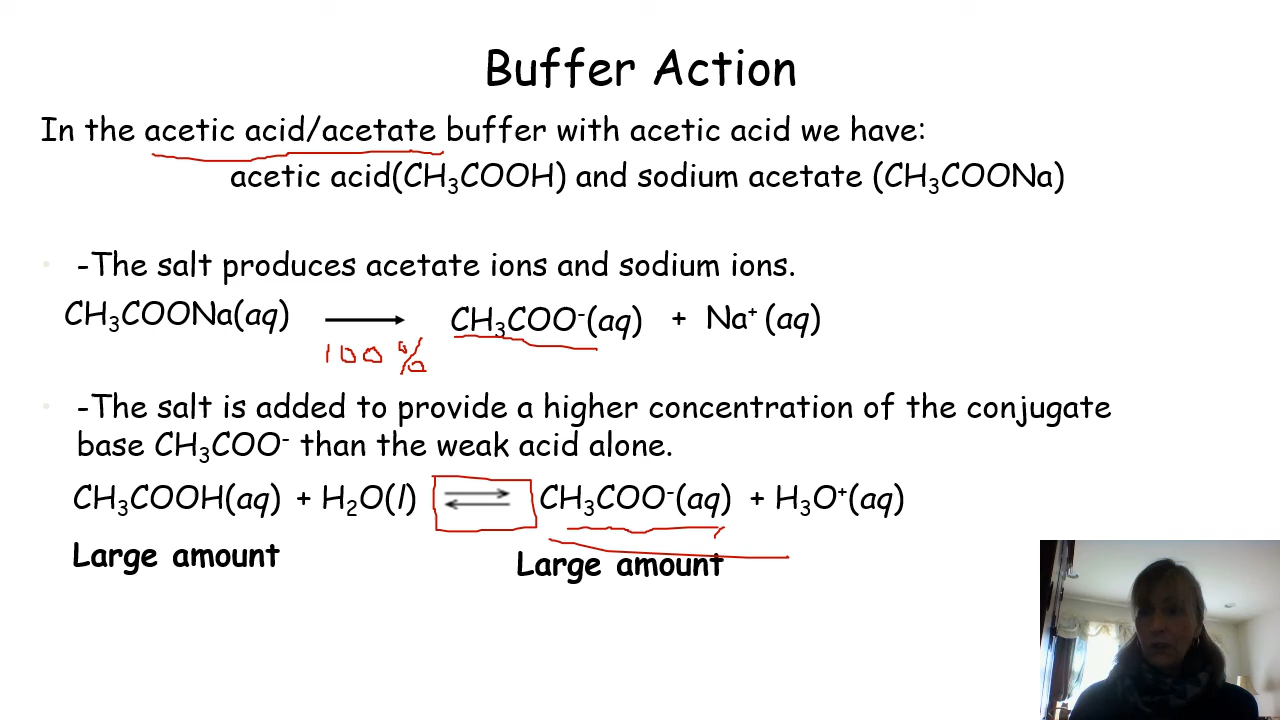 Buffer Action
In the acetic acid/acetate buffer with acetic acid we have:
acetic acid(CH₃COOH) and sodium acetate (CH₃COONa)
• -The salt produces acetate ions and sodium ions.
CH₃COONa(aq) ⟶ CH₃COO⁻(aq) + Na⁺ (aq)
100 %
• -The salt is added to provide a higher concentration of the conjugate
base CH₃COO⁻ than the weak acid alone.
CH₃COOH(aq) + H₂O(l) ⇌ CH₃COO⁻(aq) + H₃O⁺(aq)
Large amount Large amount